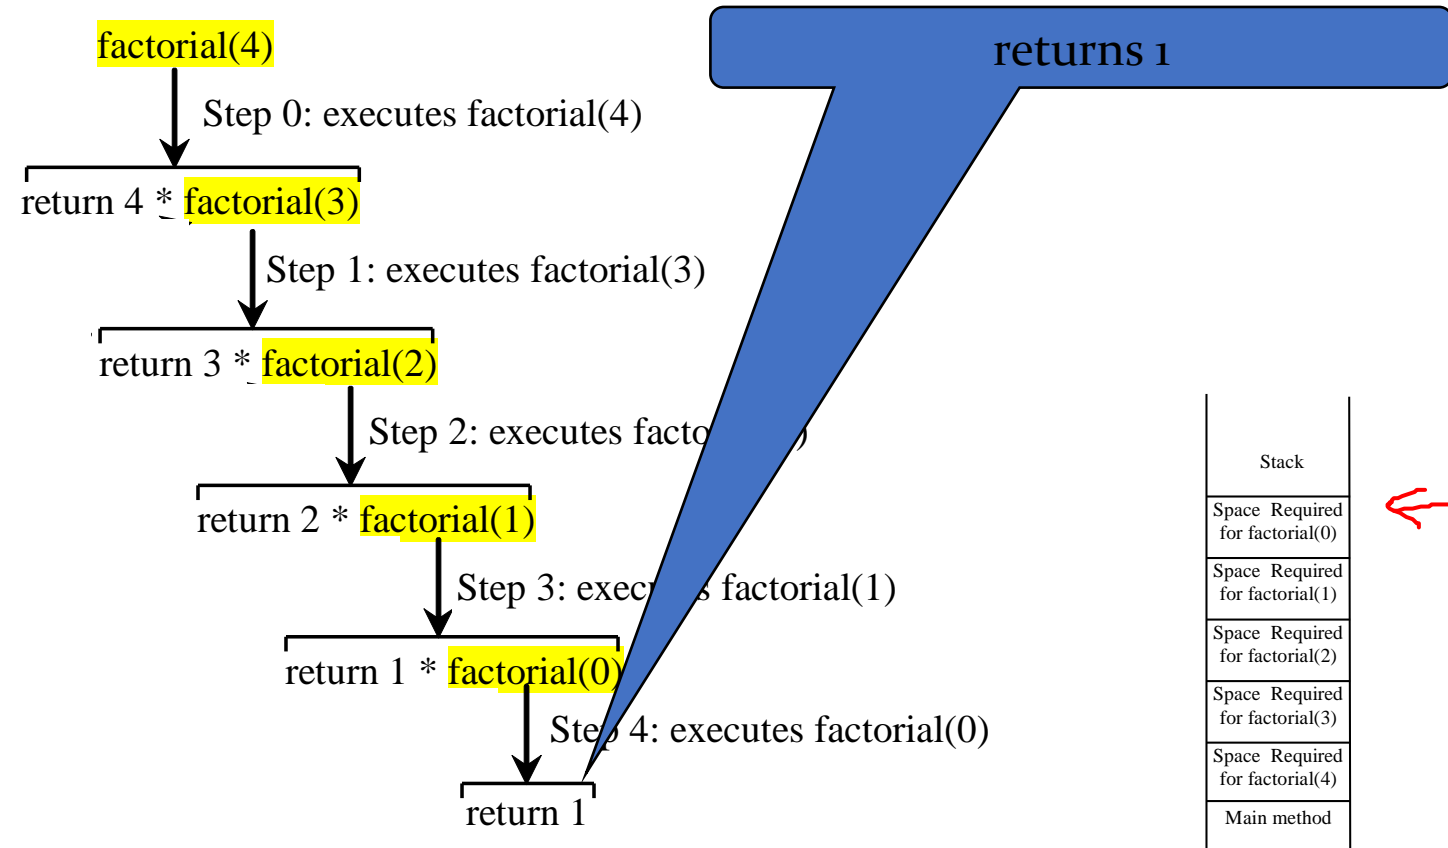 factorial(4)
returns 1
Step 0: executes factorial(4)
return 4 * factorial(3)
Step 1: executes factorial(3)
return 3 * factorial(2)
Step 2: executes facto
return 2 * factorial(1)
Step 3: exec s factorial(1)
return 1 * factorial(0)
Step 4: executes factorial(0)
return 1
Stack
Space Required
for factorial(0)
Space Required
for factorial(1)
Space Required
for factorial(2)
Space Required
for factorial(3)
Space Required
for factorial(4)
Main method